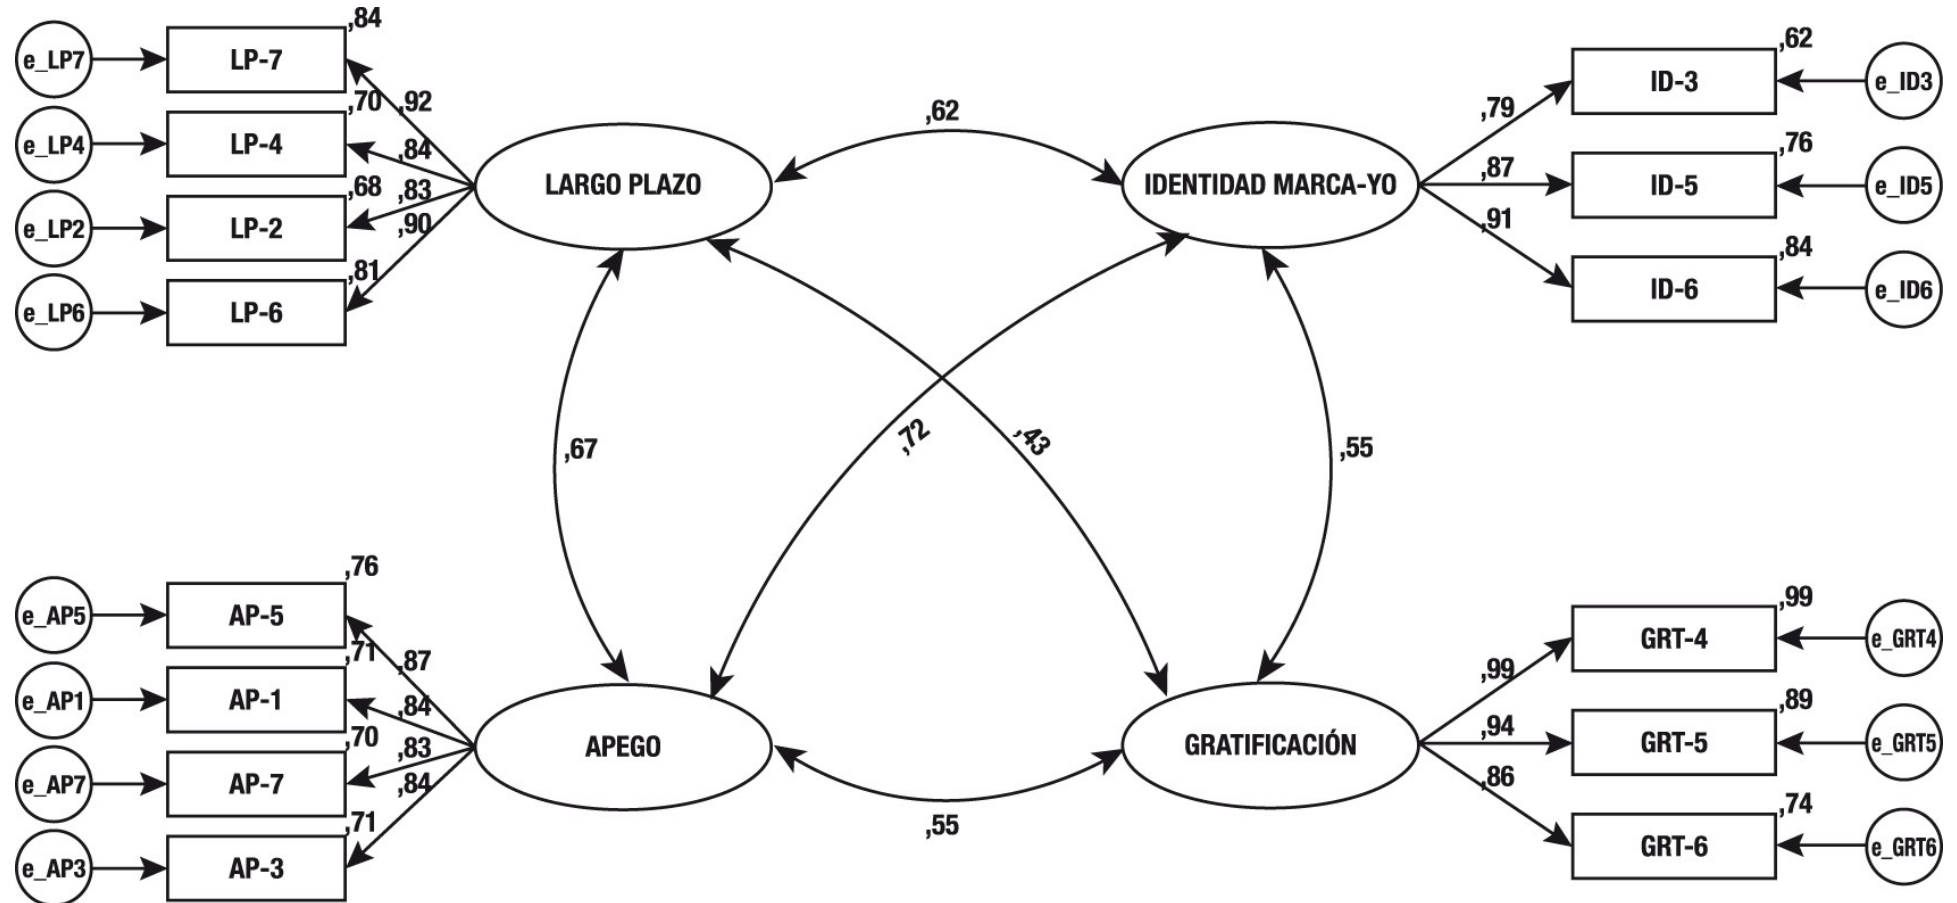 ,84
e_LP7
LP-7
,92
,70
e_LP4
LP-4
,84
,68
e_LP2
LP-2
,83
,90
,81
e_LP6
LP-6
LARGO PLAZO
,62
IDENTIDAD MARCA-YO
,79
,87
,91
,62
ID-3
e_ID3
,76
ID-5
e_ID5
,84
ID-6
e_ID6
,67
,72
,43
,55
,76
e_AP5
AP-5
,87
,71
e_AP1
AP-1
,84
,70
e_AP7
AP-7
,83
,84
,71
e_AP3
AP-3
APEGO
,55
GRATIFICACIÓN
,99
,94
,86
,99
GRT-4
e_GRT4
,89
GRT-5
e_GRT5
,74
GRT-6
e_GRT6